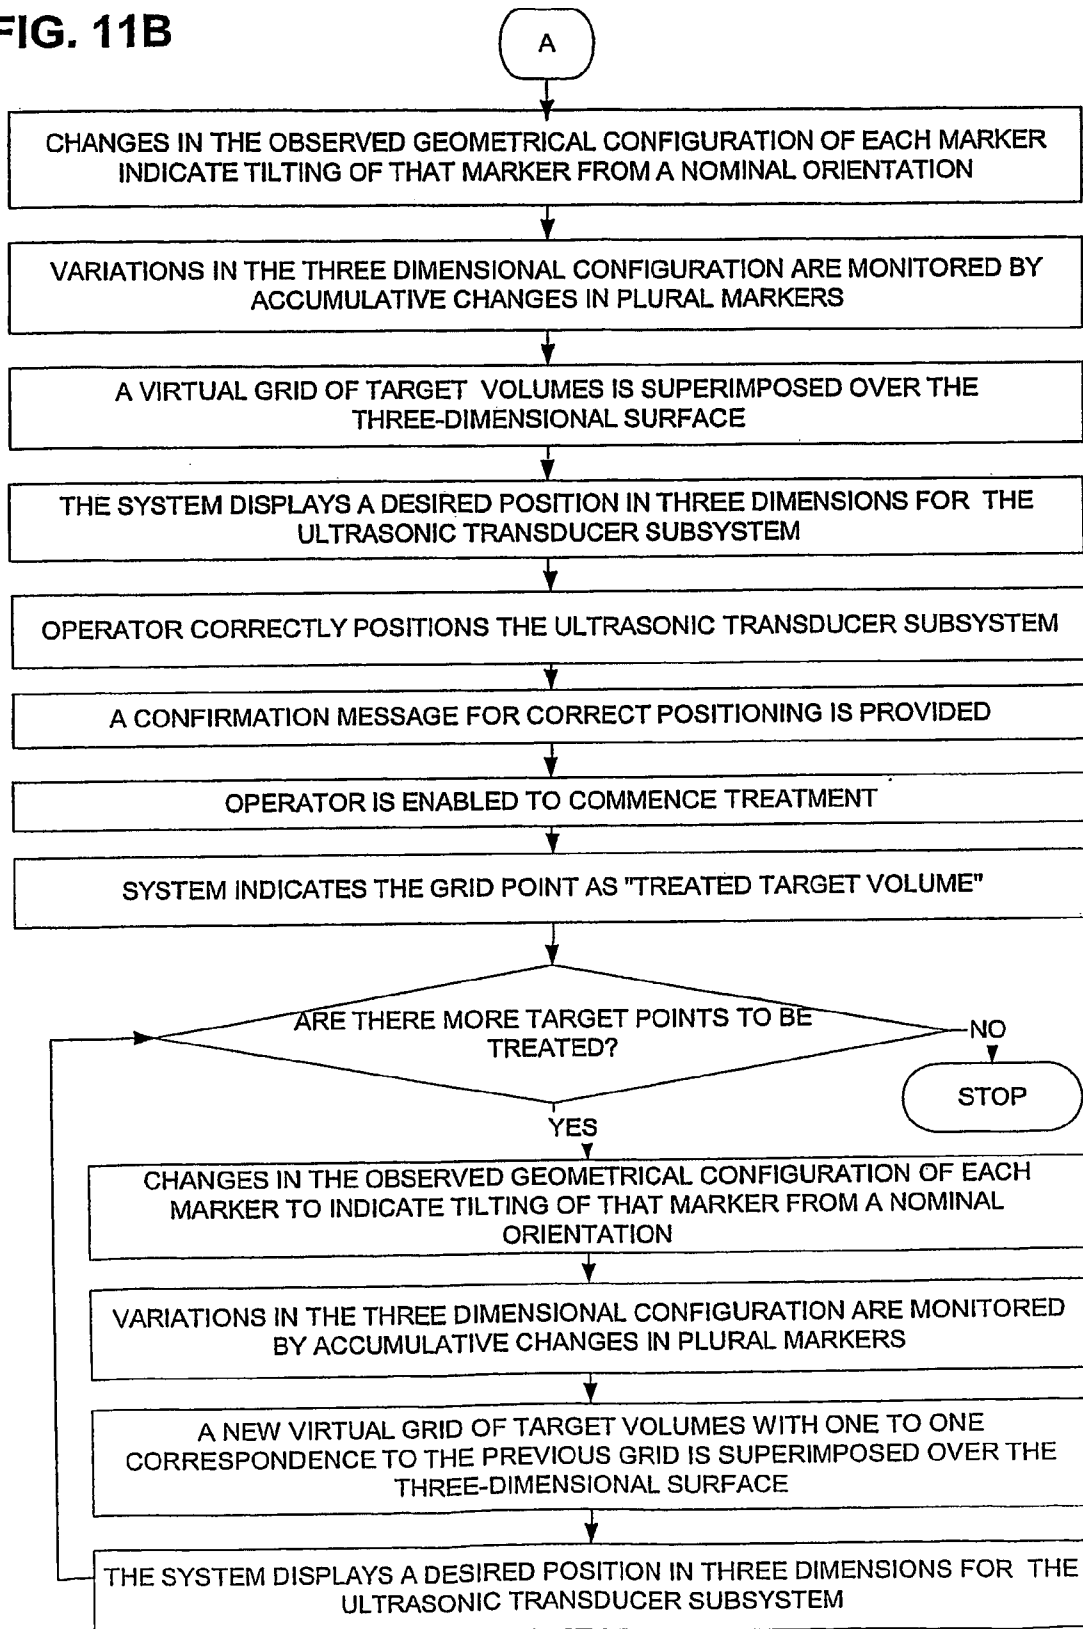 FIG. 11B
A
CHANGES IN THE OBSERVED GEOMETRICAL CONFIGURATION OF EACH MARKER
INDICATE TILTING OF THAT MARKER FROM A NOMINAL ORIENTATION
VARIATIONS IN THE THREE DIMENSIONAL CONFIGURATION ARE MONITORED BY
ACCUMULATIVE CHANGES IN PLURAL MARKERS
A VIRTUAL GRID OF TARGET VOLUMES IS SUPERIMPOSED OVER THE
THREE-DIMENSIONAL SURFACE
THE SYSTEM DISPLAYS A DESIRED POSITION IN THREE DIMENSIONS FOR THE
ULTRASONIC TRANSDUCER SUBSYSTEM
OPERATOR CORRECTLY POSITIONS THE ULTRASONIC TRANSDUCER SUBSYSTEM
A CONFIRMATION MESSAGE FOR CORRECT POSITIONING IS PROVIDED
OPERATOR IS ENABLED TO COMMENCE TREATMENT
SYSTEM INDICATES THE GRID POINT AS "TREATED TARGET VOLUME"
ARE THERE MORE TARGET POINTS TO BE
TREATED?
NO
STOP
YES
CHANGES IN THE OBSERVED GEOMETRICAL CONFIGURATION OF EACH
MARKER TO INDICATE TILTING OF THAT MARKER FROM A NOMINAL
ORIENTATION
VARIATIONS IN THE THREE DIMENSIONAL CONFIGURATION ARE MONITORED
BY ACCUMULATIVE CHANGES IN PLURAL MARKERS
A NEW VIRTUAL GRID OF TARGET VOLUMES WITH ONE TO ONE
CORRESPONDENCE TO THE PREVIOUS GRID IS SUPERIMPOSED OVER THE
THREE-DIMENSIONAL SURFACE
THE SYSTEM DISPLAYS A DESIRED POSITION IN THREE DIMENSIONS FOR THE
ULTRASONIC TRANSDUCER SUBSYSTEM